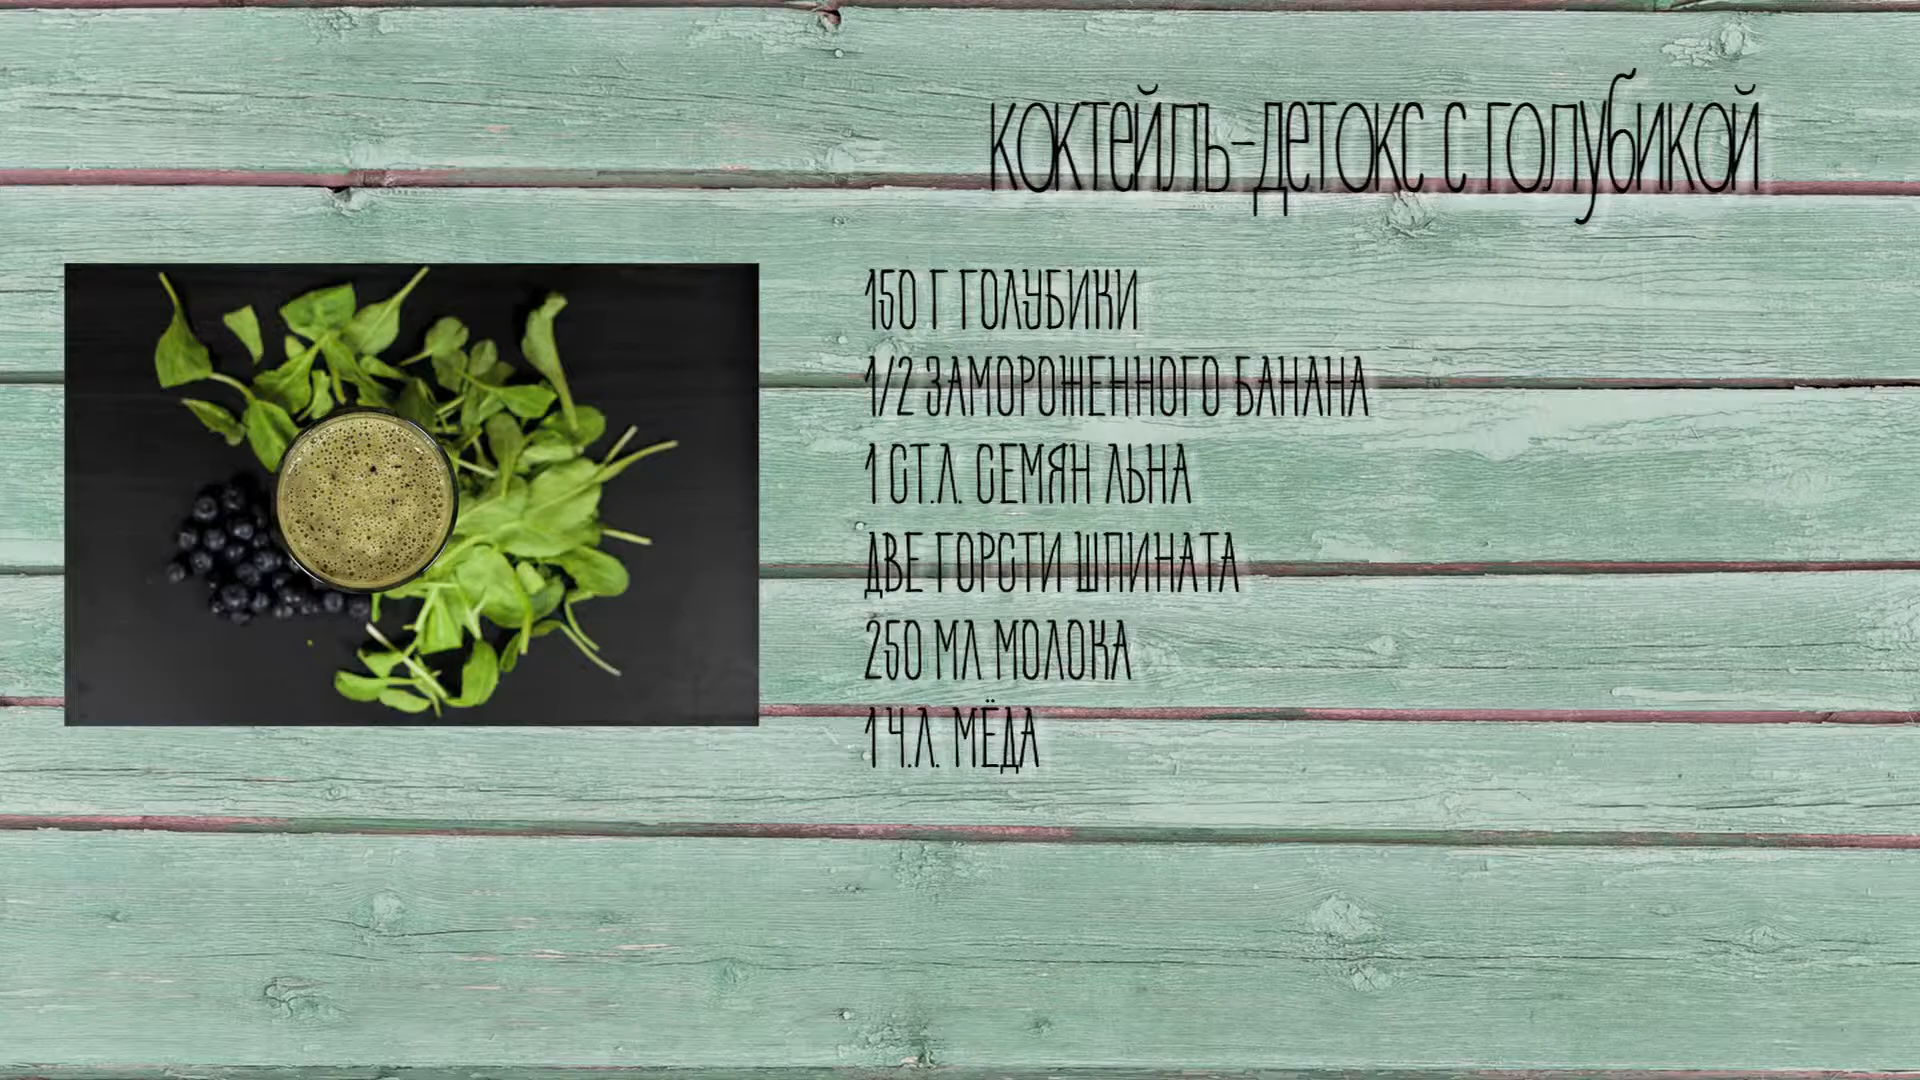 коктейль-детокс с голубикой
150 Г ГОЛУБИКИ
1/2 ЗАМОРОЖЕННОГО БАНАНА
1 СТ.Л. СЕМЯН ЛЬНА
ДВЕ ГОРСТИ ШПИНАТА
250 МЛ МОЛОКА
1 Ч.Л. МЁДА